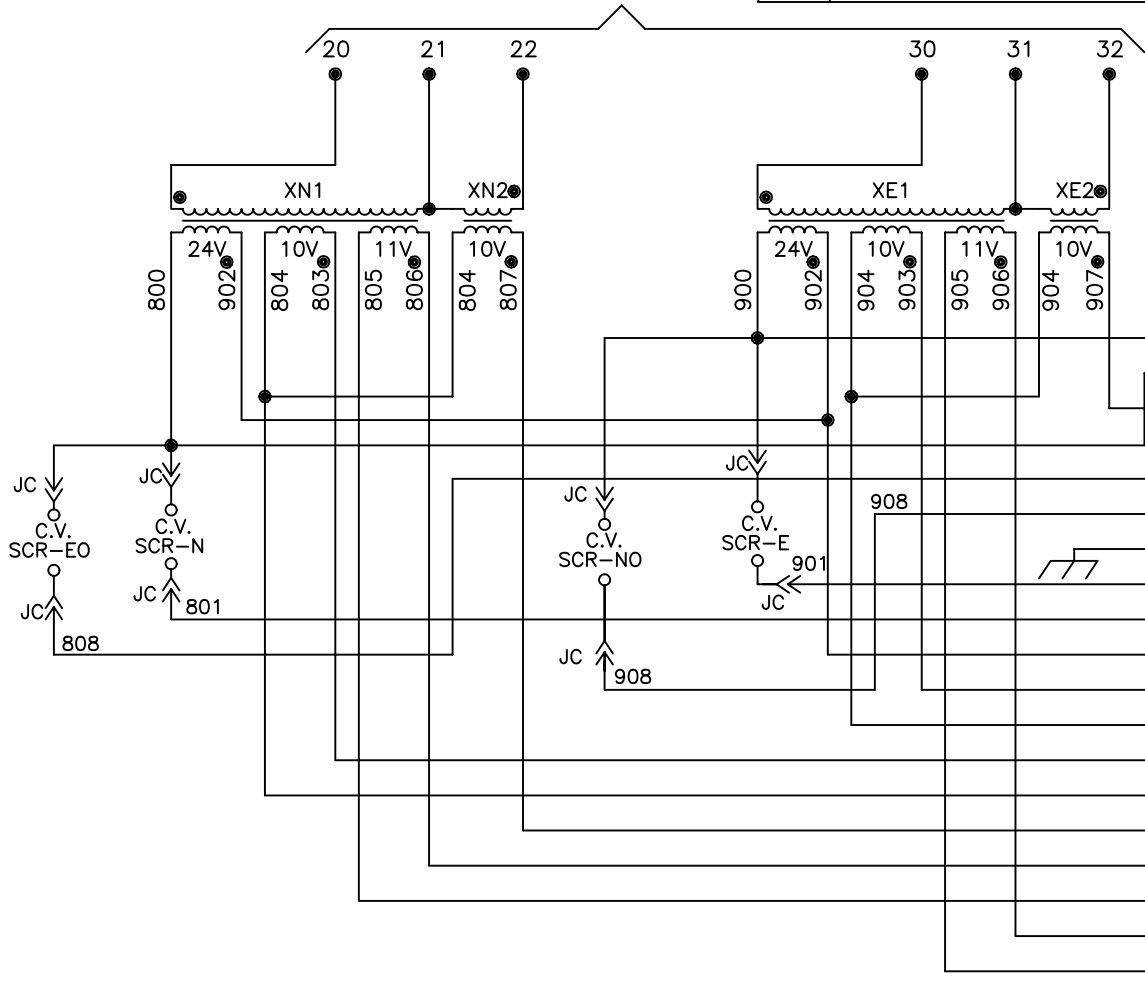 20 21 22 30 31 32
XN1 XN2 XE1 XE2
24V 10V 11V 10V 24V 10V 11V 10V
800 902 804 803 805 806 804 807 900 902 904 903 905 906 904 907
JC JC JC JC
C.V.
SCR-EO
C.V.
SCR-N
C.V.
SCR-NO
C.V.
SCR-E
908
901
JC
JC
801
JC
808
JC
908